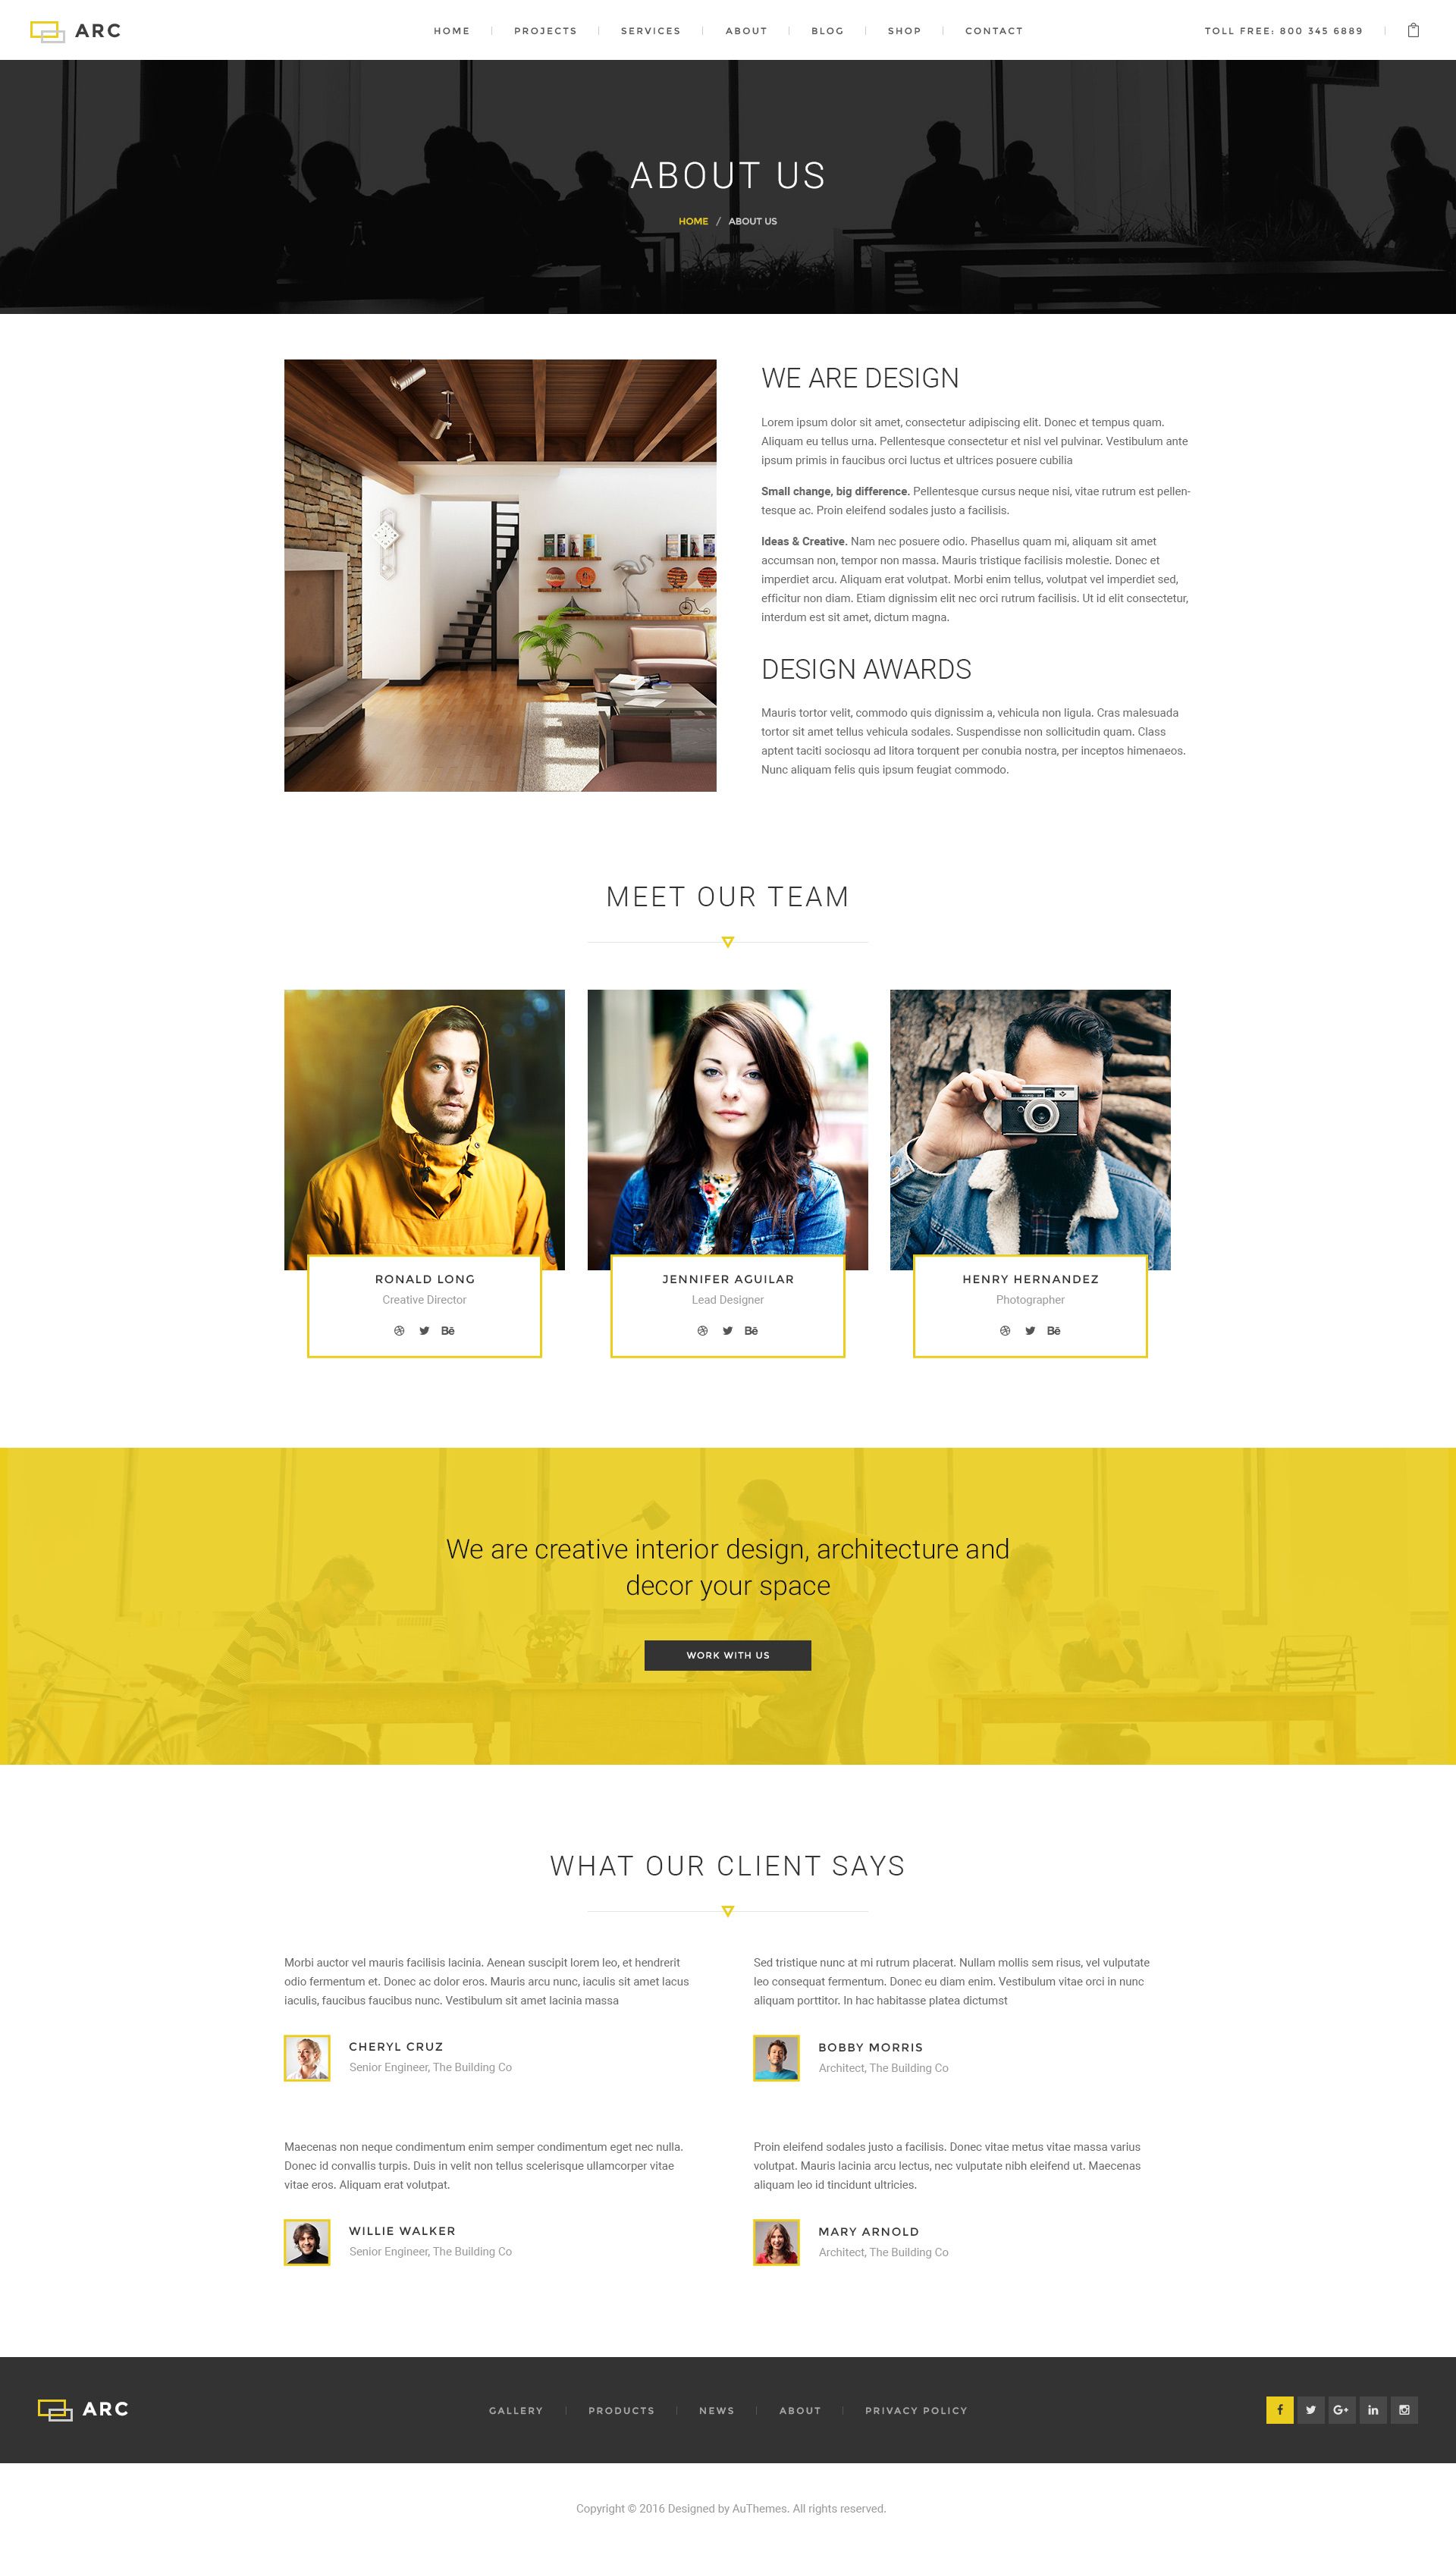 ARC
HOME PROJECTS SERVICES ABOUT BLOG SHOP CONTACT
TOLL FREE: 800 345 6889
ABOUT US
HOME / ABOUT US
WE ARE DESIGN
Lorem ipsum dolor sit amet, consectetur adipiscing elit. Donec et tempus quam.
Aliquam eu tellus urna. Pellentesque consectetur et nisl vel pulvinar. Vestibulum ante
ipsum primis in faucibus orci luctus et ultrices posuere cubilia
Small change, big difference. Pellentesque cursus neque nisi, vitae rutrum est pellen-
tesque ac. Proin eleifend sodales justo a facilisis.
Ideas & Creative. Nam nec posuere odio. Phasellus quam mi, aliquam sit amet
accumsan non, tempor non massa. Mauris tristique facilisis molestie. Donec et
imperdiet arcu. Aliquam erat volutpat. Morbi enim tellus, volutpat vel imperdiet sed,
efficitur non diam. Etiam dignissim elit nec orci rutrum facilisis. Ut id elit consectetur,
interdum est sit amet, dictum magna.
DESIGN AWARDS
Mauris tortor velit, commodo quis dignissim a, vehicula non ligula. Cras malesuada
tortor sit amet tellus vehicula sodales. Suspendisse non sollicitudin quam. Class
aptent taciti sociosqu ad litora torquent per conubia nostra, per inceptos himenaeos.
Nunc aliquam felis quis ipsum feugiat commodo.
MEET OUR TEAM
RONALD LONG
Creative Director
Bē
JENNIFER AGUILAR
Lead Designer
Bē
HENRY HERNANDEZ
Photographer
Bē
We are creative interior design, architecture and
decor your space
WORK WITH US
WHAT OUR CLIENT SAYS
Morbi auctor vel mauris facilisis lacinia. Aenean suscipit lorem leo, et hendrerit
odio fermentum et. Donec ac dolor eros. Mauris arcu nunc, iaculis sit amet lacus
iaculis, faucibus faucibus nunc. Vestibulum sit amet lacinia massa
CHERYL CRUZ
Senior Engineer, The Building Co
Sed tristique nunc at mi rutrum placerat. Nullam mollis sem risus, vel vulputate
leo consequat fermentum. Donec eu diam enim. Vestibulum vitae orci in nunc
aliquam porttitor. In hac habitasse platea dictumst
BOBBY MORRIS
Architect, The Building Co
Maecenas non neque condimentum enim semper condimentum eget nec nulla.
Donec id convallis turpis. Duis in velit non tellus scelerisque ullamcorper vitae
vitae eros. Aliquam erat volutpat.
WILLIE WALKER
Senior Engineer, The Building Co
Proin eleifend sodales justo a facilisis. Donec vitae metus vitae massa varius
volutpat. Mauris lacinia arcu lectus, nec vulputate nibh eleifend ut. Maecenas
aliquam leo id tincidunt ultricies.
MARY ARNOLD
Architect, The Building Co
ARC
GALLERY PRODUCTS NEWS ABOUT PRIVACY POLICY
f G+ in
Copyright © 2016 Designed by AuThemes. All rights reserved.